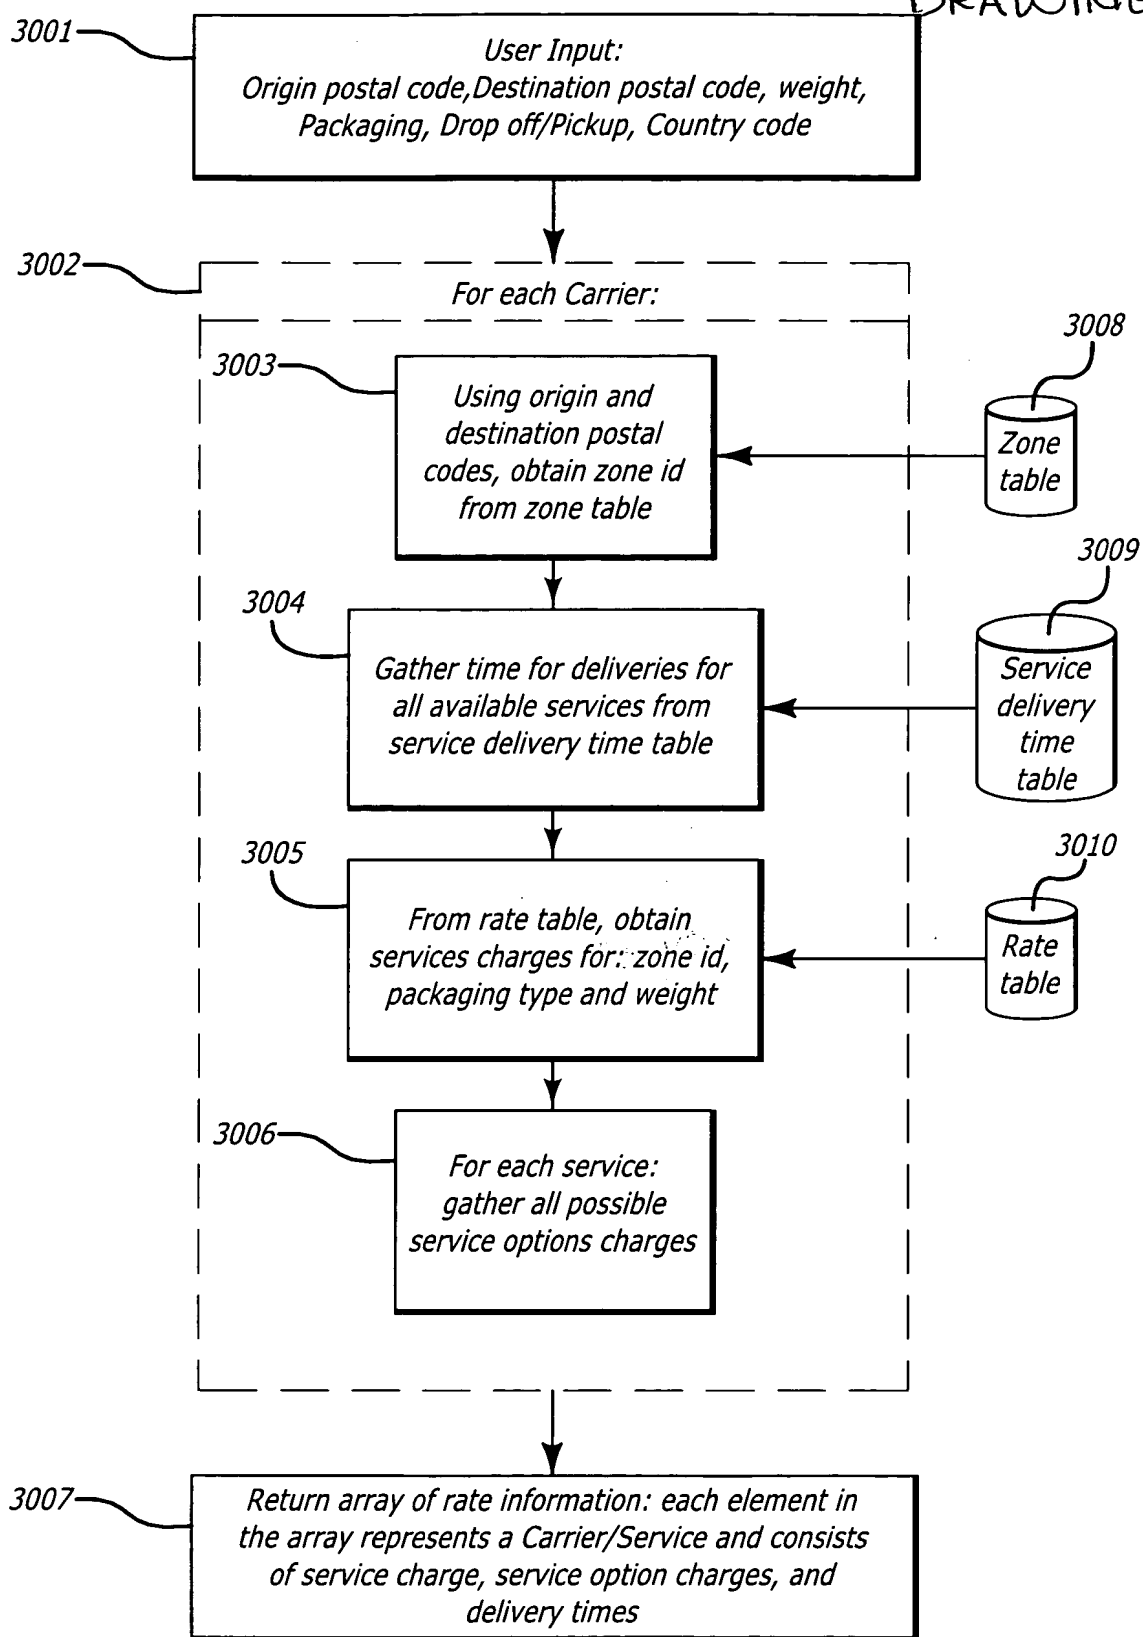 DRAWING
3001
User Input:
Origin postal code,Destination postal code, weight,
Packaging, Drop off/Pickup, Country code
3002
For each Carrier:
3003
Using origin and
destination postal
codes, obtain zone id
from zone table
3008
Zone
table
3004
Gather time for deliveries for
all available services from
service delivery time table
3009
Service
delivery
time
table
3005
From rate table, obtain
services charges for: zone id,
packaging type and weight
3010
Rate
table
3006
For each service:
gather all possible
service options charges
3007
Return array of rate information: each element in
the array represents a Carrier/Service and consists
of service charge, service option charges, and
delivery times